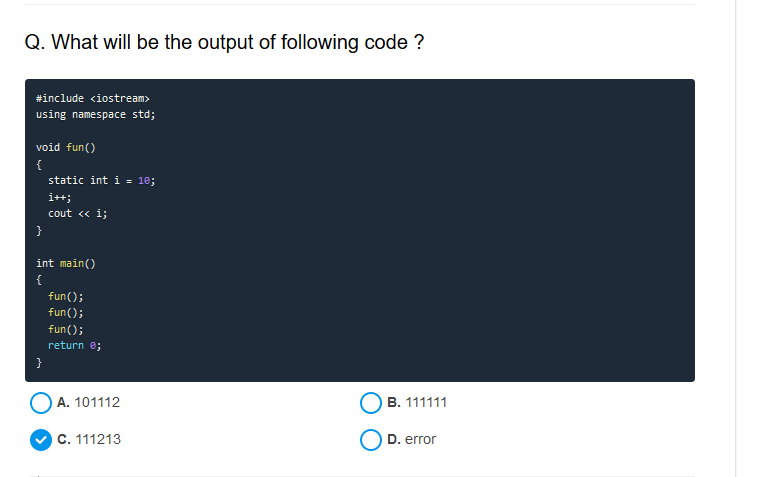 Q. What will be the output of following code ?
#include <iostream>
using namespace std;
void fun()
{
static int i = 10;
i++;
cout << i;
}
int main()
{
fun();
fun();
fun();
return 0;
}
A. 101112
B. 111111
C. 111213
D. error